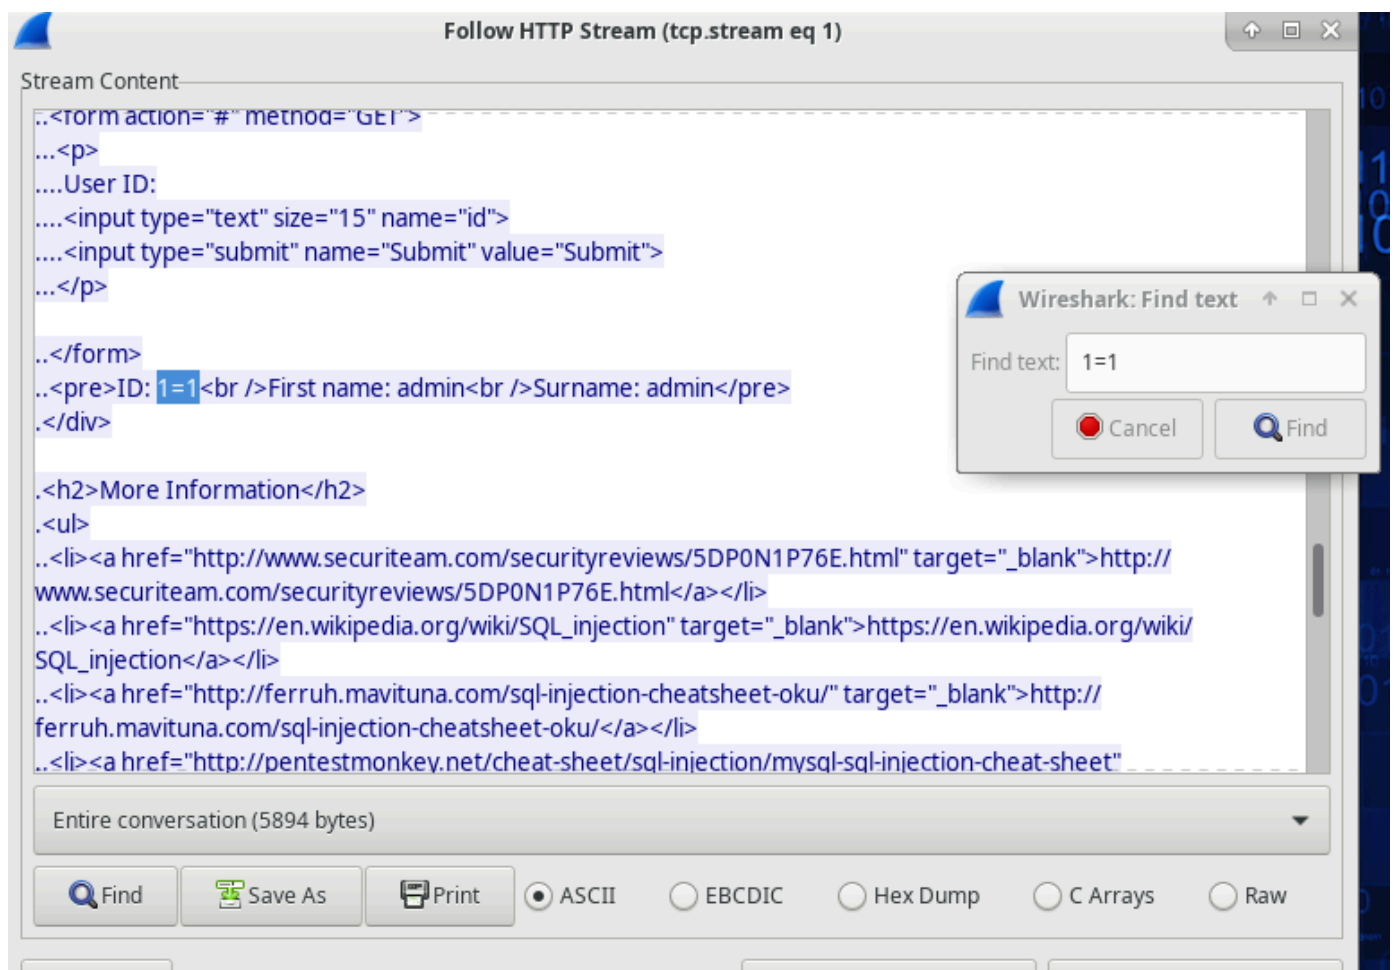 Follow HTTP Stream (tcp.stream eq 1)
Stream Content
..<form action="#" method="GET">
...<p>
....User ID:
....<input type="text" size="15" name="id">
....<input type="submit" name="Submit" value="Submit">
...</p>
..</form>
..<pre>ID: 1=1<br />First name: admin<br />Surname: admin</pre>
.</div>
.<h2>More Information</h2>
.<ul>
..<li><a href="http://www.securiteam.com/securityreviews/5DP0N1P76E.html" target="_blank">http://
www.securiteam.com/securityreviews/5DP0N1P76E.html</a></li>
..<li><a href="https://en.wikipedia.org/wiki/SQL_injection" target="_blank">https://en.wikipedia.org/wiki/
SQL_injection</a></li>
..<li><a href="http://ferruh.mavituna.com/sql-injection-cheatsheet-oku/" target="_blank">http://
ferruh.mavituna.com/sql-injection-cheatsheet-oku/</a></li>
..<li><a href="http://pentestmonkey.net/cheat-sheet/sql-injection/mysql-sql-injection-cheat-sheet"
Wireshark: Find text
Find text: 1=1
Cancel Find
Entire conversation (5894 bytes)
Find Save As Print ASCII EBCDIC Hex Dump C Arrays Raw